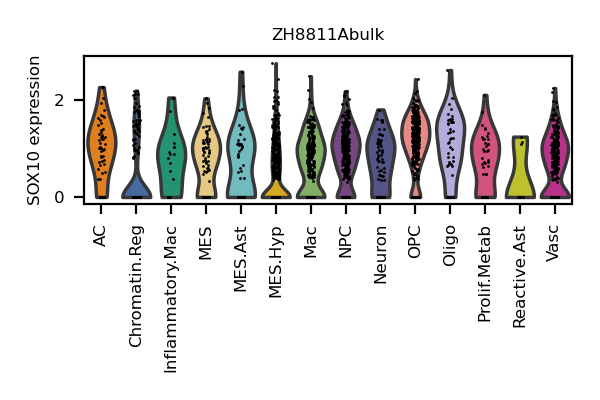 ZH8811Abulk
SOX10 expression
2
0
AC
Chromatin.Reg
Inflammatory.Mac
MES
MES.Ast
MES.Hyp
Mac
NPC
Neuron
OPC
Oligo
Prolif.Metab
Reactive.Ast
Vasc